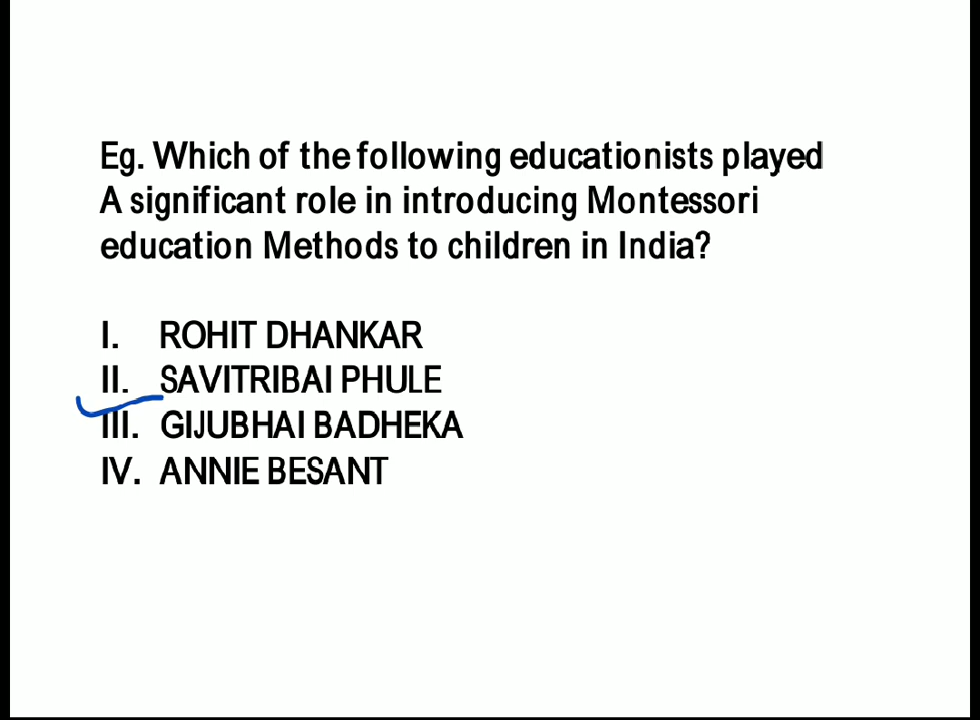 Eg. Which of the following educationists played
A significant role in introducing Montessori
education Methods to children in India?
I. ROHIT DHANKAR
II. SAVITRIBAI PHULE
III. GIJUBHAI BADHEKA
IV. ANNIE BESANT